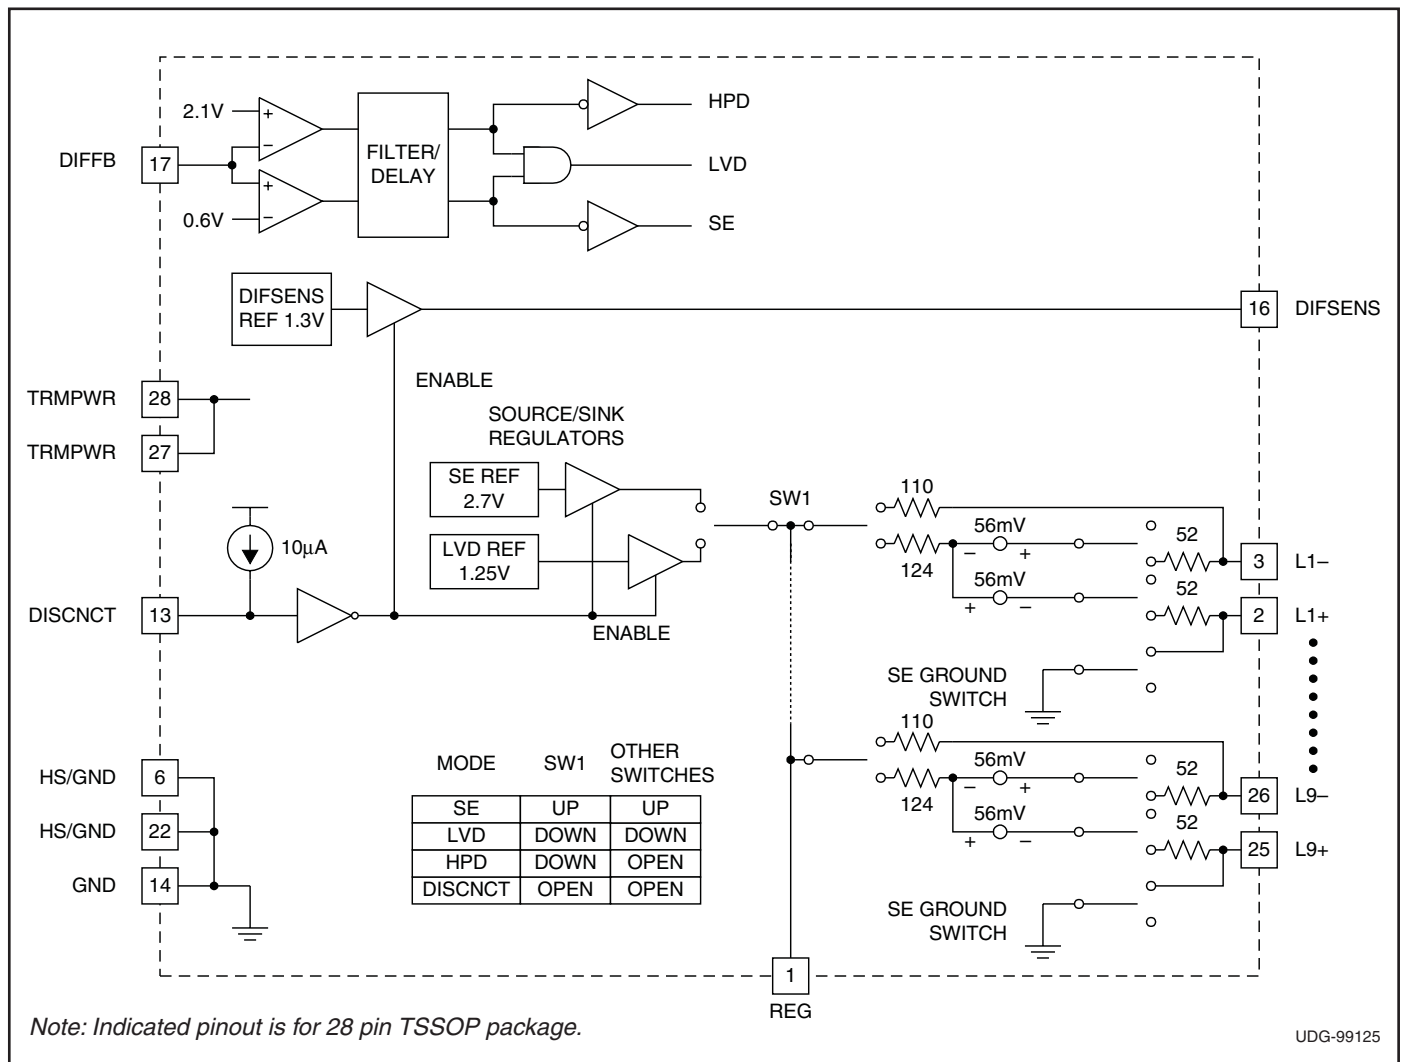 2.1V
+
−
DIFFB
17
+
−
0.6V
FILTER/
DELAY
HPD
LVD
SE
DIFSENS
REF 1.3V
16
DIFSENS
ENABLE
TRMPWR
28
TRMPWR
27
SOURCE/SINK
REGULATORS
SE REF
2.7V
LVD REF
1.25V
10µA
DISCNCT
13
ENABLE
SW1
110
56mV
−
+
124
56mV
+
−
52
52
3
L1–
2
L1+
SE GROUND
SWITCH
110
56mV
−
+
124
56mV
+
−
52
52
26
L9–
25
L9+
SE GROUND
SWITCH
HS/GND
6
HS/GND
22
GND
14
MODE SW1 OTHER
SWITCHES
SE UP UP
LVD DOWN DOWN
HPD DOWN OPEN
DISCNCT OPEN OPEN
1
REG
Note: Indicated pinout is for 28 pin TSSOP package.
UDG-99125